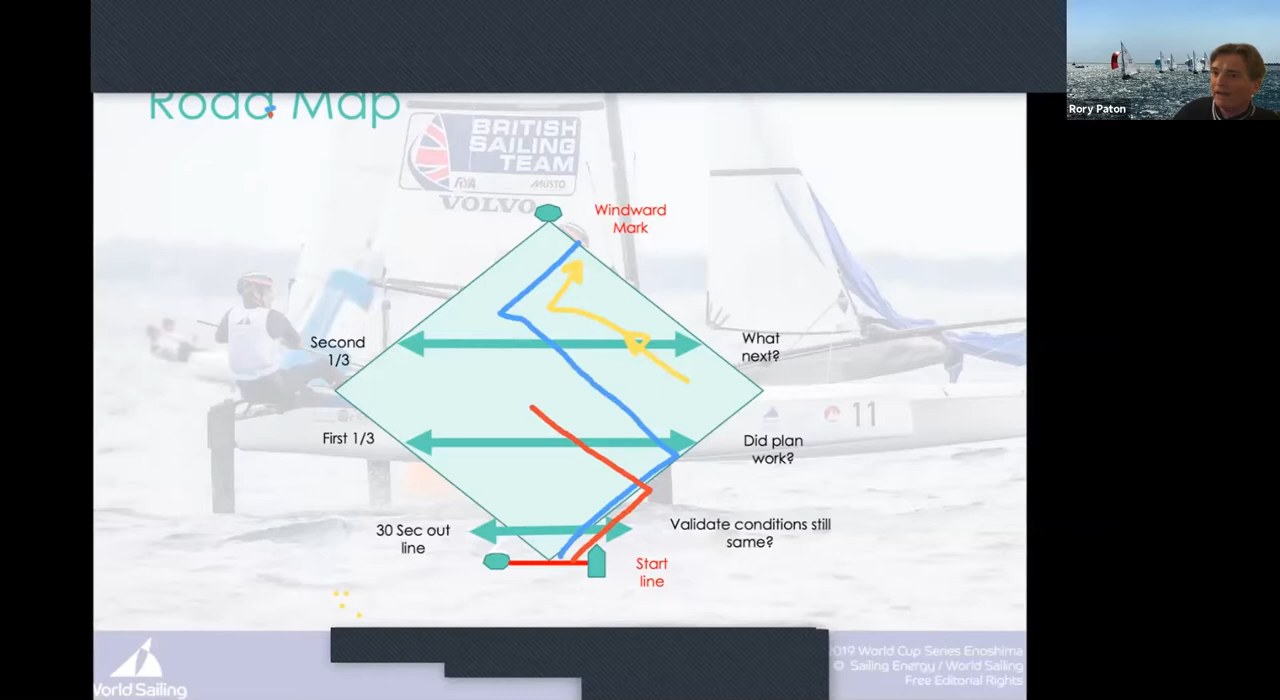 Road Map
Rory Paton
BRITISH
SAILING
TEAM
RYA MUSTO
VOLVO
Windward
Mark
Second
1/3
What
next?
11
First 1/3
Did plan
work?
30 Sec out
line
Validate conditions still
same?
Start
line
World Sailing
2019 World Cup Series Enoshima
© Sailing Energy / World Sailing
Free Editorial Rights